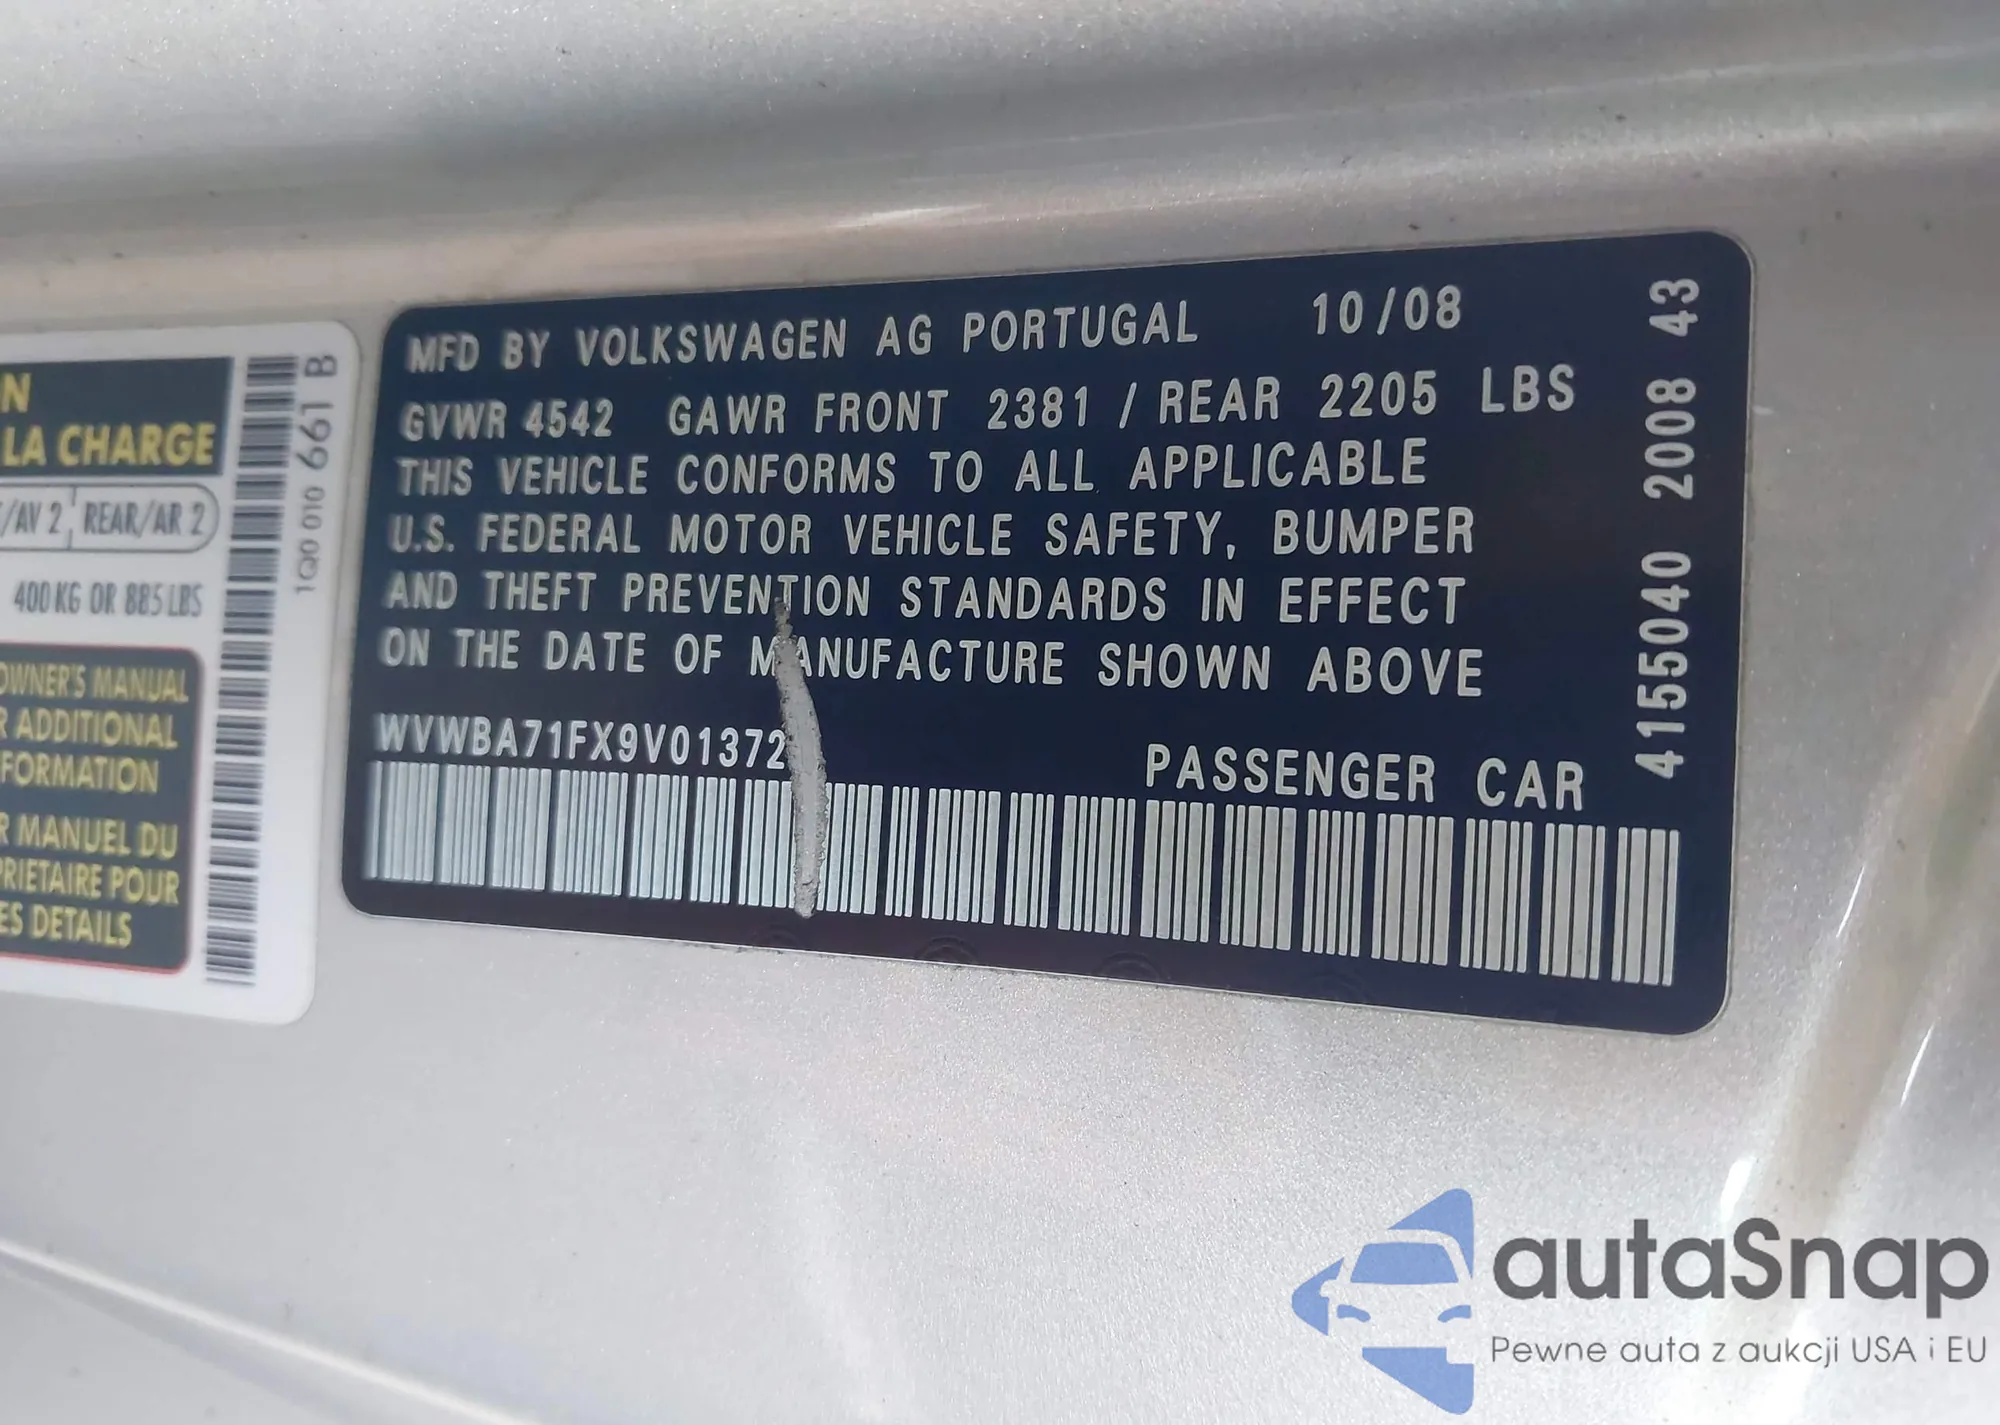 N
LA CHARGE
/AV 2 REAR/AR 2
400 KG OR 885 LBS
OWNER'S MANUAL
R ADDITIONAL
FORMATION
R MANUEL DU
PRIETAIRE POUR
ES DETAILS
1Q0 010 661 B
MFD BY VOLKSWAGEN AG PORTUGAL 10/08
GVWR 4542 GAWR FRONT 2381 / REAR 2205 LBS
THIS VEHICLE CONFORMS TO ALL APPLICABLE
U.S. FEDERAL MOTOR VEHICLE SAFETY, BUMPER
AND THEFT PREVENTION STANDARDS IN EFFECT
ON THE DATE OF MANUFACTURE SHOWN ABOVE
WVWBA71FX9V01372
PASSENGER CAR
4155040 2008 43
autaSnap
Pewne auta z aukcji USA i EU